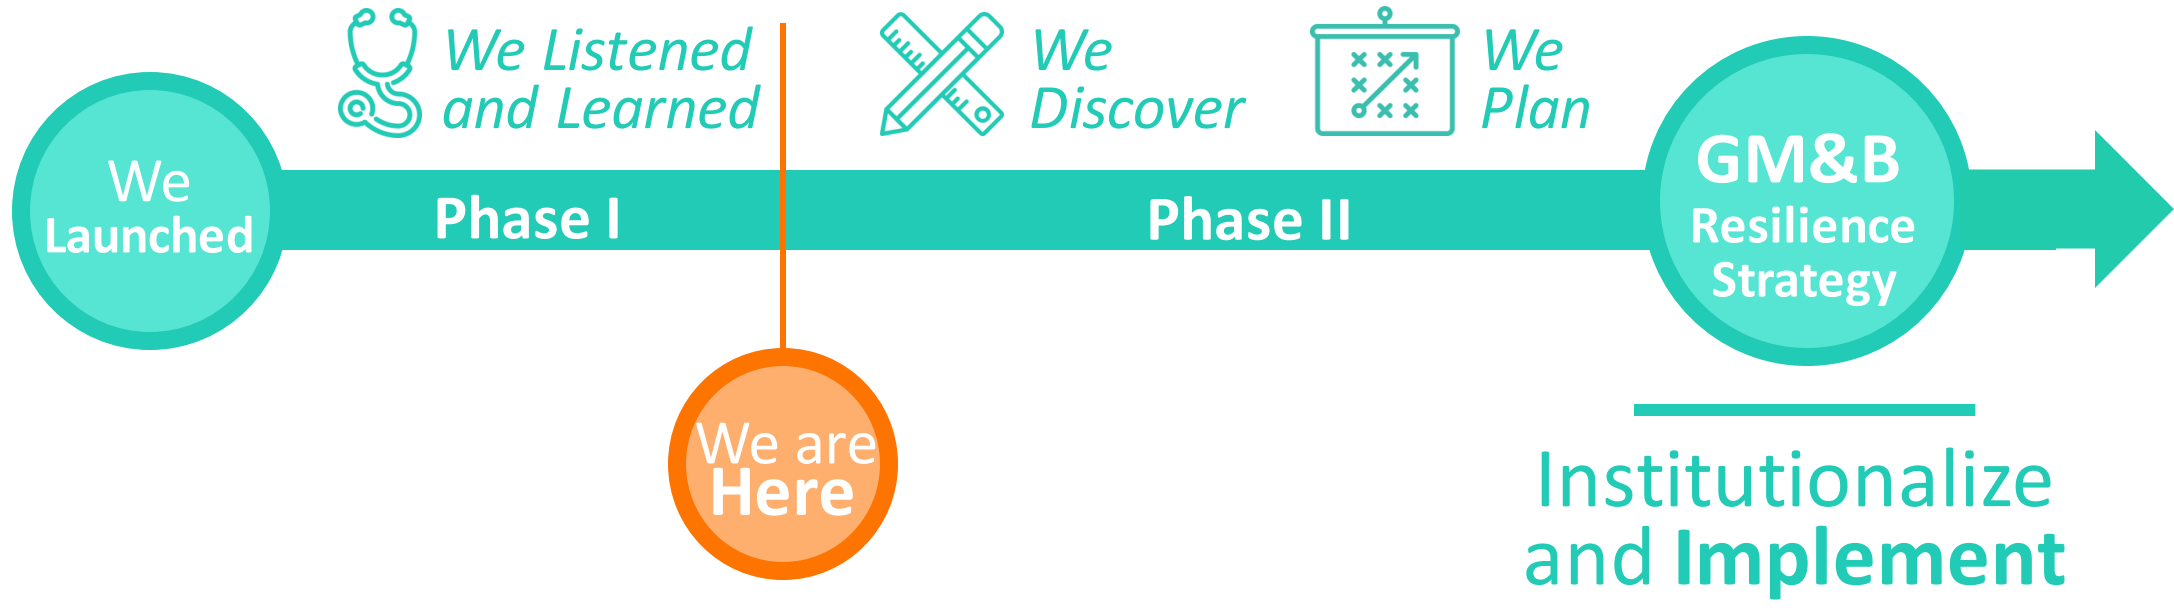 We
Launched
We Listened
and Learned
Phase I
We are
Here
We
Discover
We
Plan
Phase II
GM&B
Resilience
Strategy
Institutionalize
and Implement